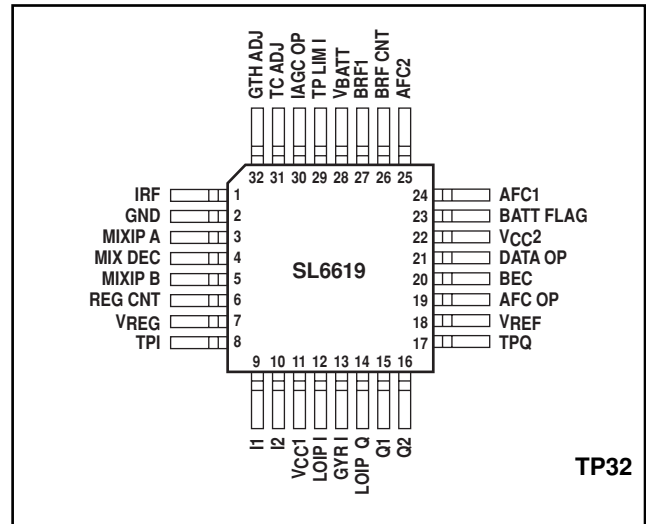 GTH ADJ
TC ADJ
IAGC OP
TP LIM I
VBATT
BRF1
BRF CNT
AFC2
32 31 30 29 28 27 26 25
IRF 1
GND 2
MIXIP A 3
MIX DEC 4
MIXIP B 5
REG CNT 6
VREG 7
TPI 8
SL6619
24 AFC1
23 BATT FLAG
22 VCC2
21 DATA OP
20 BEC
19 AFC OP
18 VREF
17 TPQ
9 10 11 12 13 14 15 16
I1
I2
VCC1
LOIP I
GYR I
LOIP Q
Q1
Q2
TP32